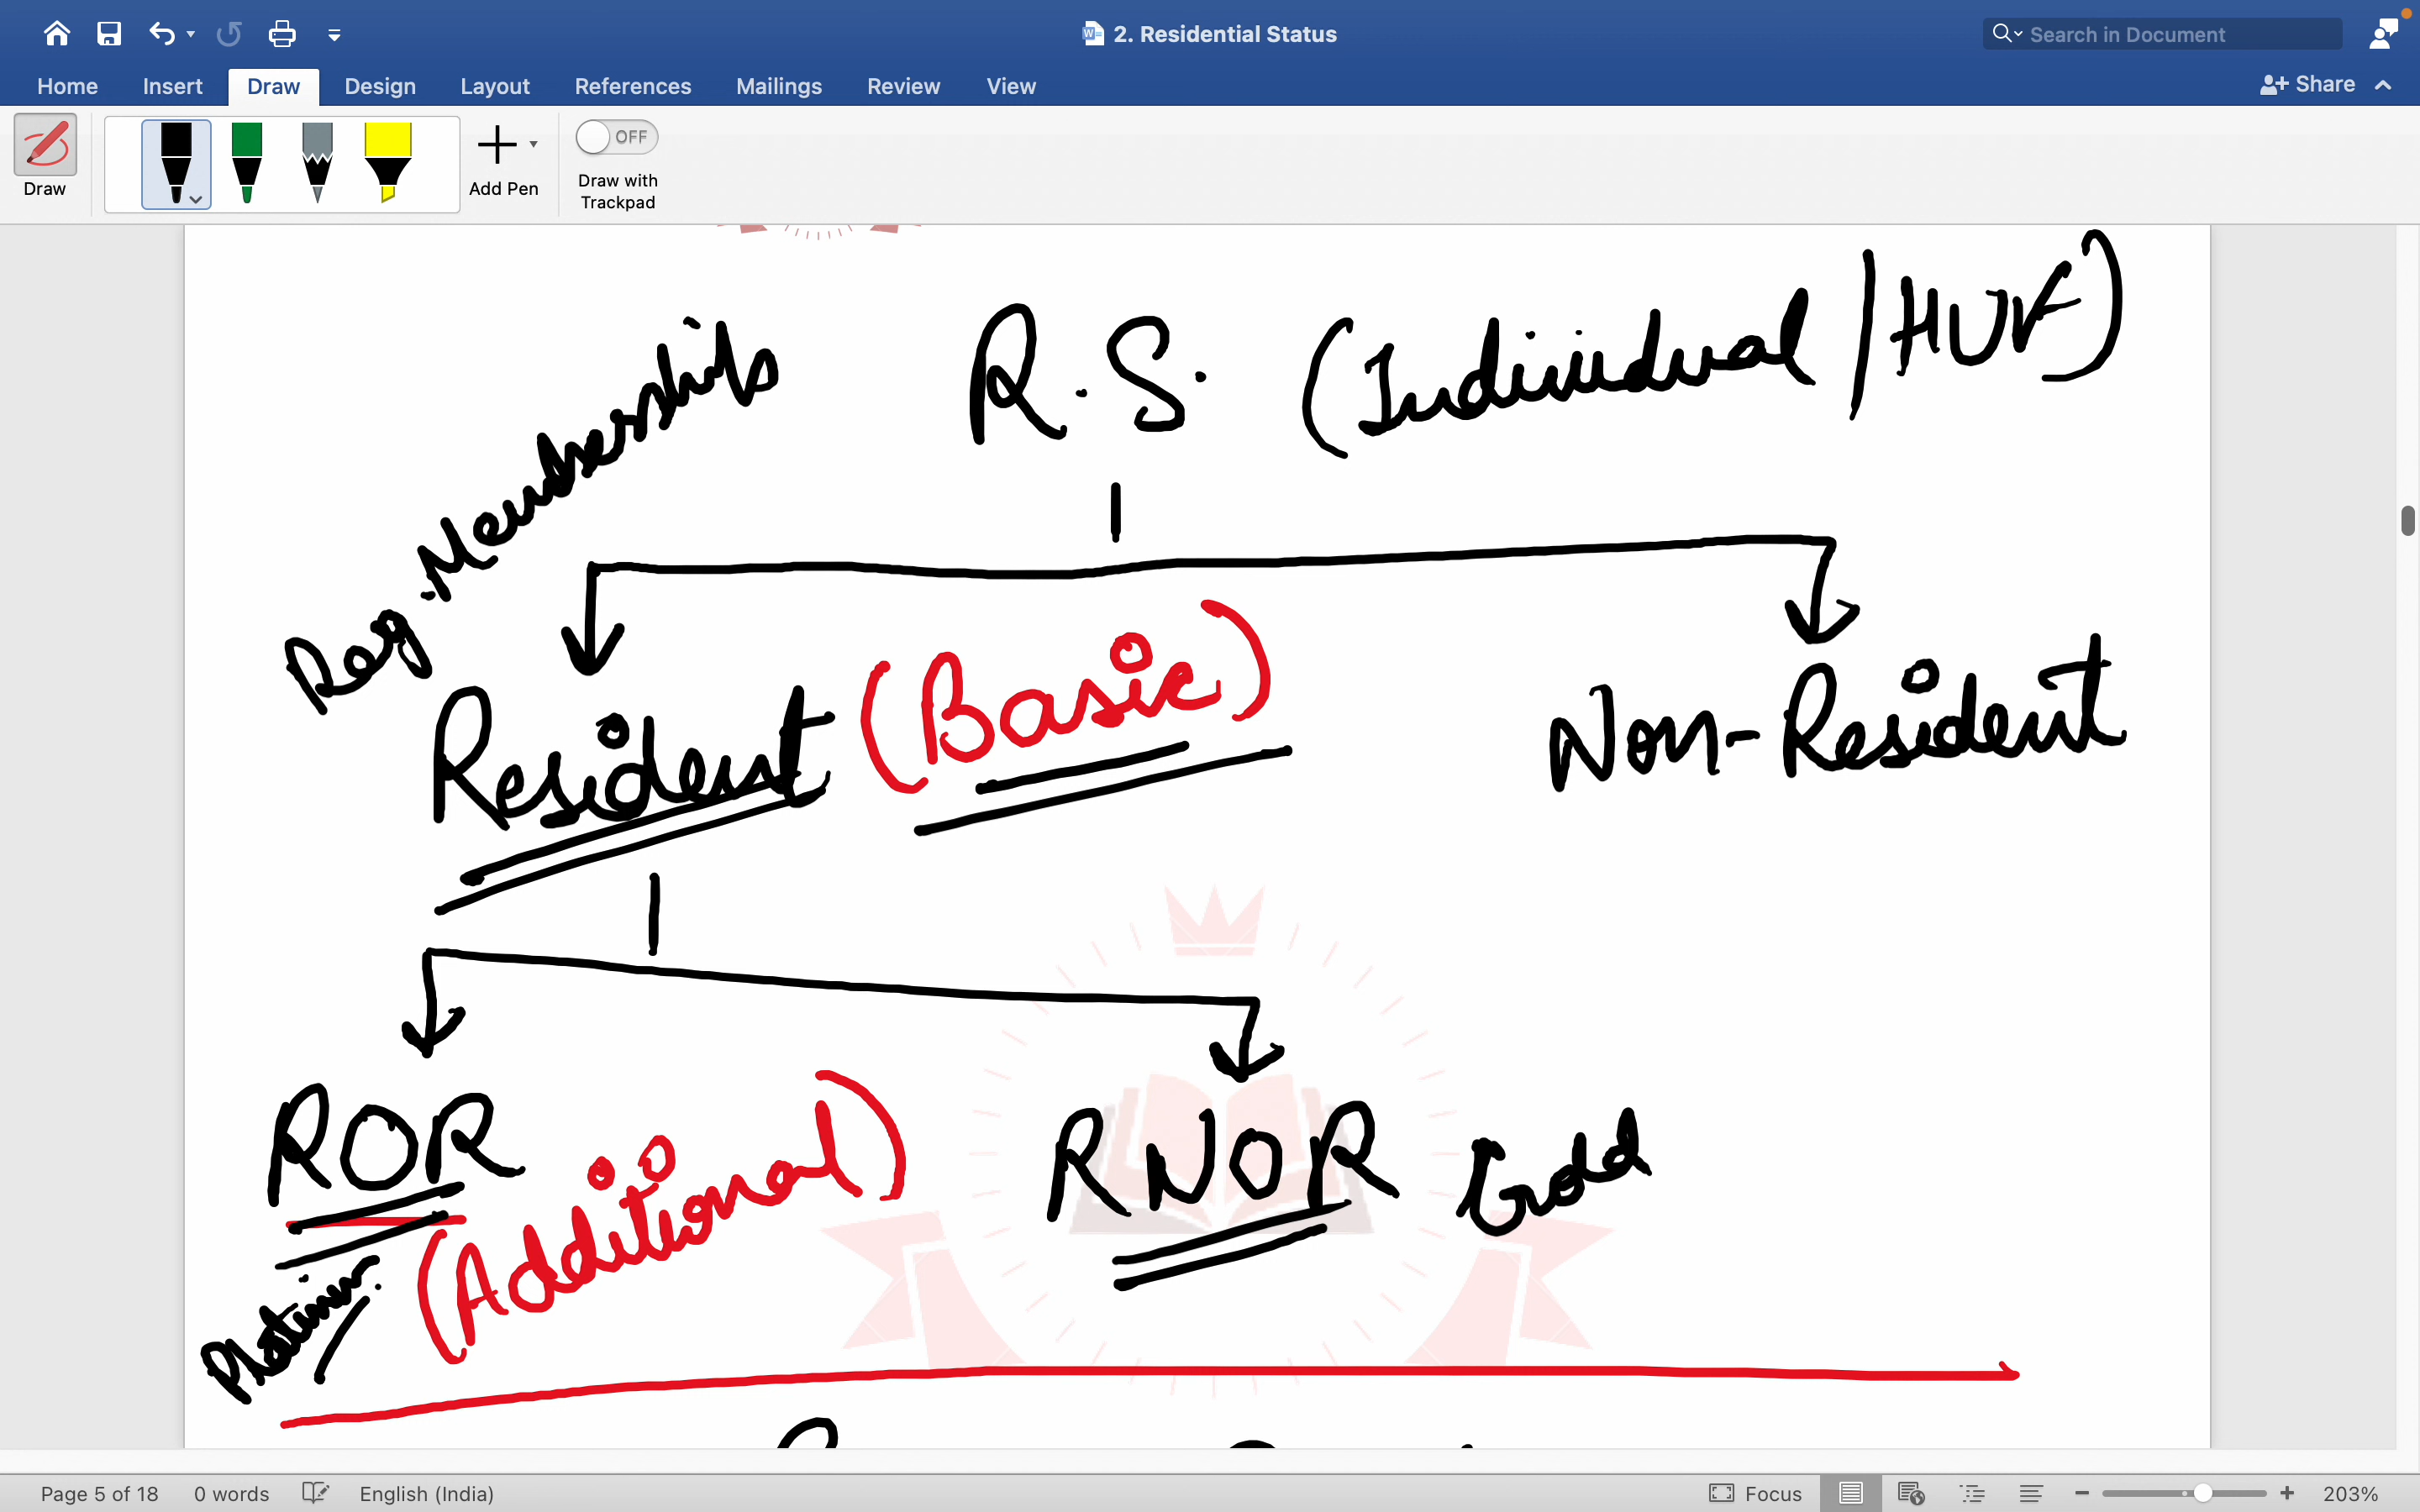 2. Residential Status
Search in Document
Home Insert Draw Design Layout References Mailings Review View
Share
Draw
Add Pen
OFF
Draw with
Trackpad
R.S. (Individual / HUF)
Reg. Membership
Resident (Basic)
Non-Resident
ROR
(Additional)
RNOR Gold
Platinum
Page 5 of 18 0 words English (India) Focus 203%